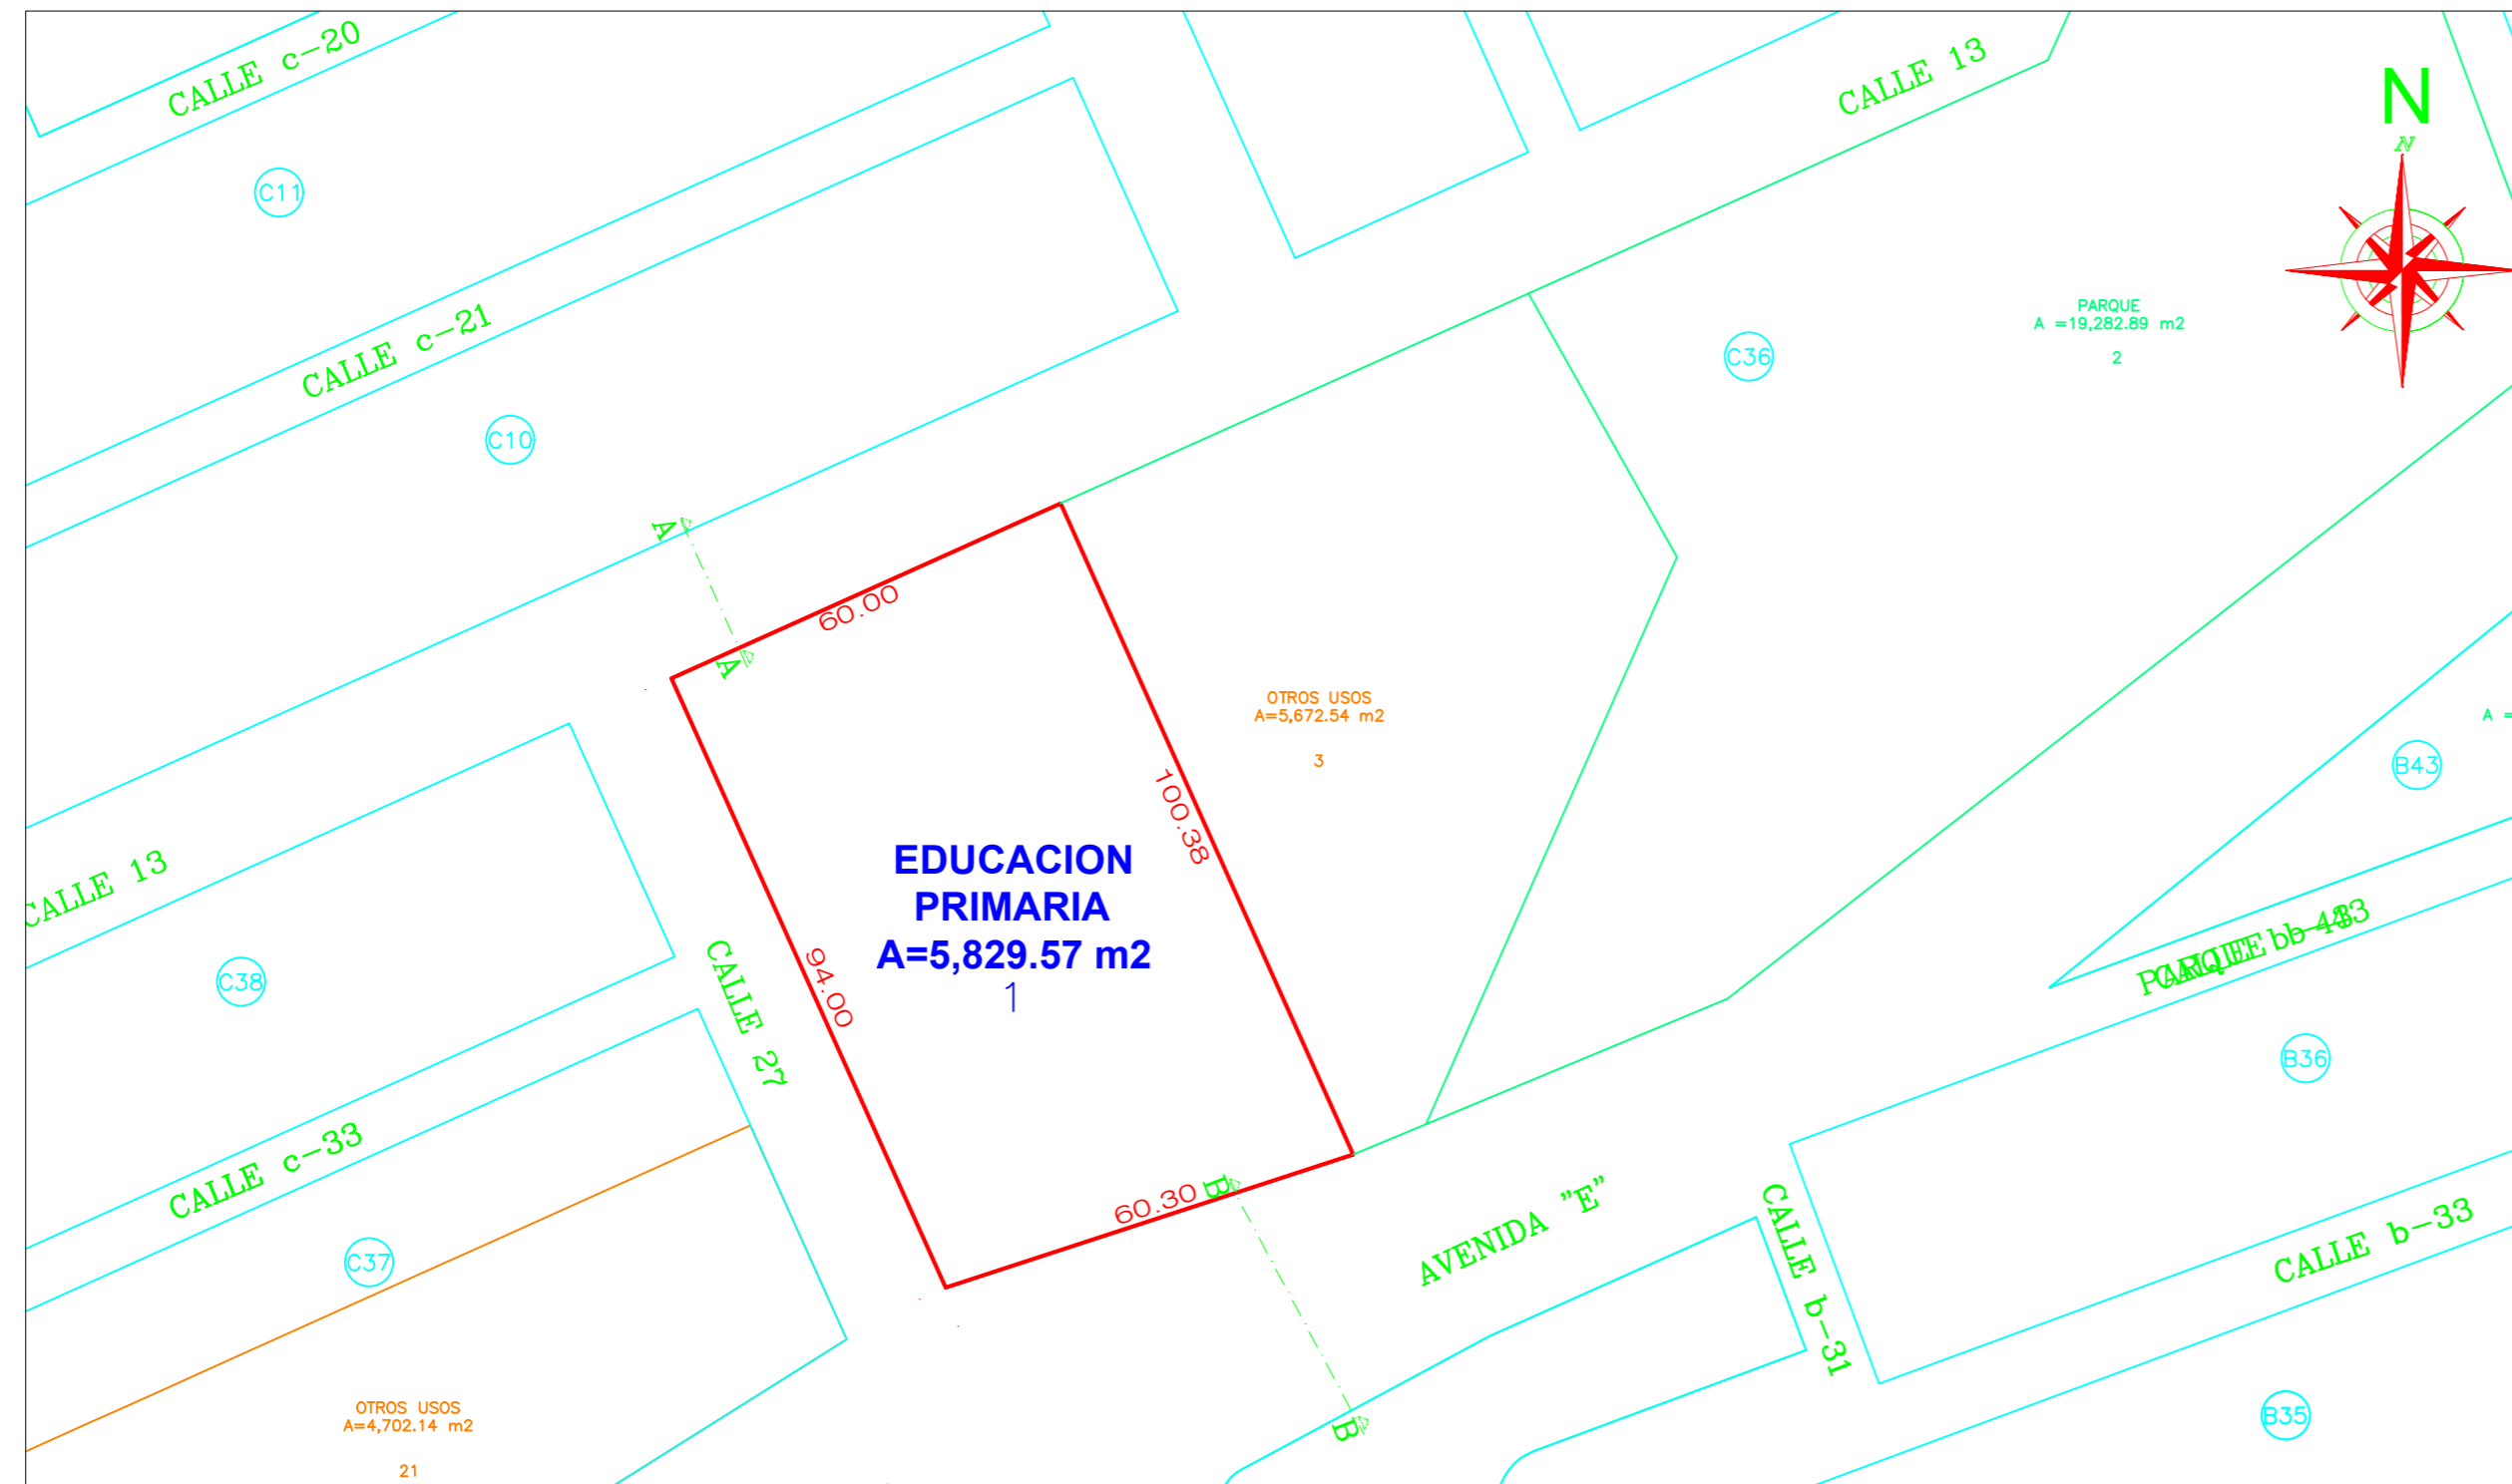 CALLE c-20
CALLE 13
N
N
C11
CALLE c-21
PARQUE
A =19,282.89 m2
2
C36
C10
A
60.00
A
OTROS USOS
A=5,672.54 m2
3
A =
B43
100.38
CALLE 13
EDUCACION
PRIMARIA
A=5,829.57 m2
1
94.00
C38
CALLE 27
B36
CALLE c-33
60.30
B
AVENIDA "E"
CALLE b-31
CALLE b-33
C37
OTROS USOS
A=4,702.14 m2
21
B
B35